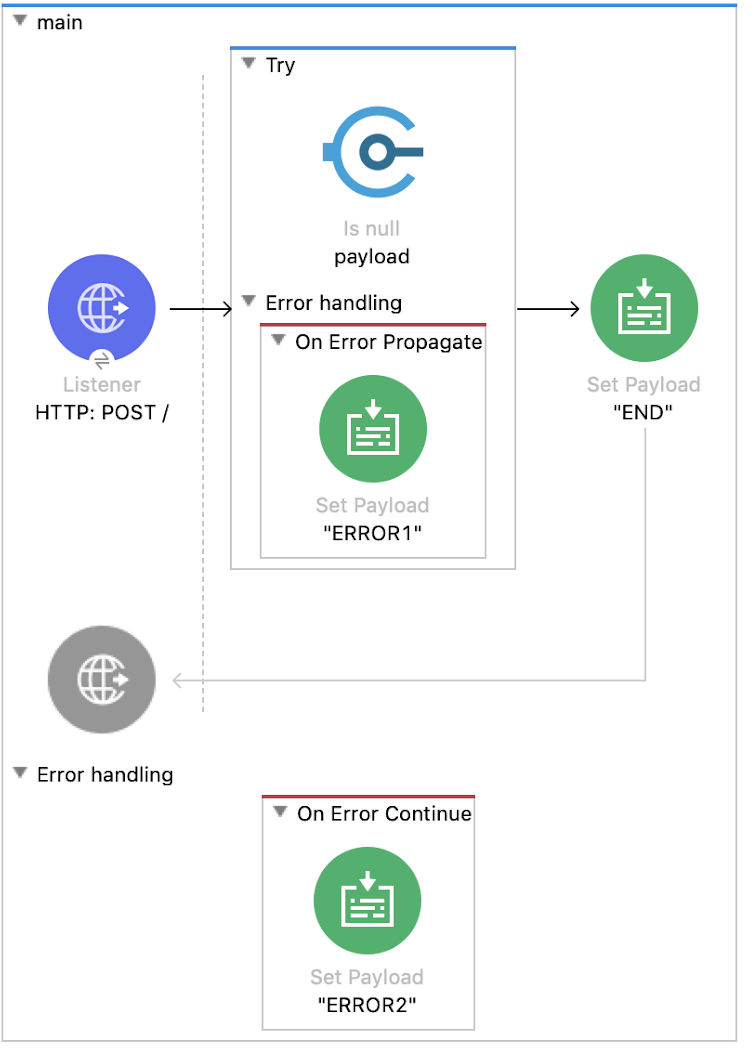 main
Try
Is null
payload
Error handling
On Error Propagate
Set Payload
"ERROR1"
Listener
HTTP: POST /
Set Payload
"END"
Error handling
On Error Continue
Set Payload
"ERROR2"